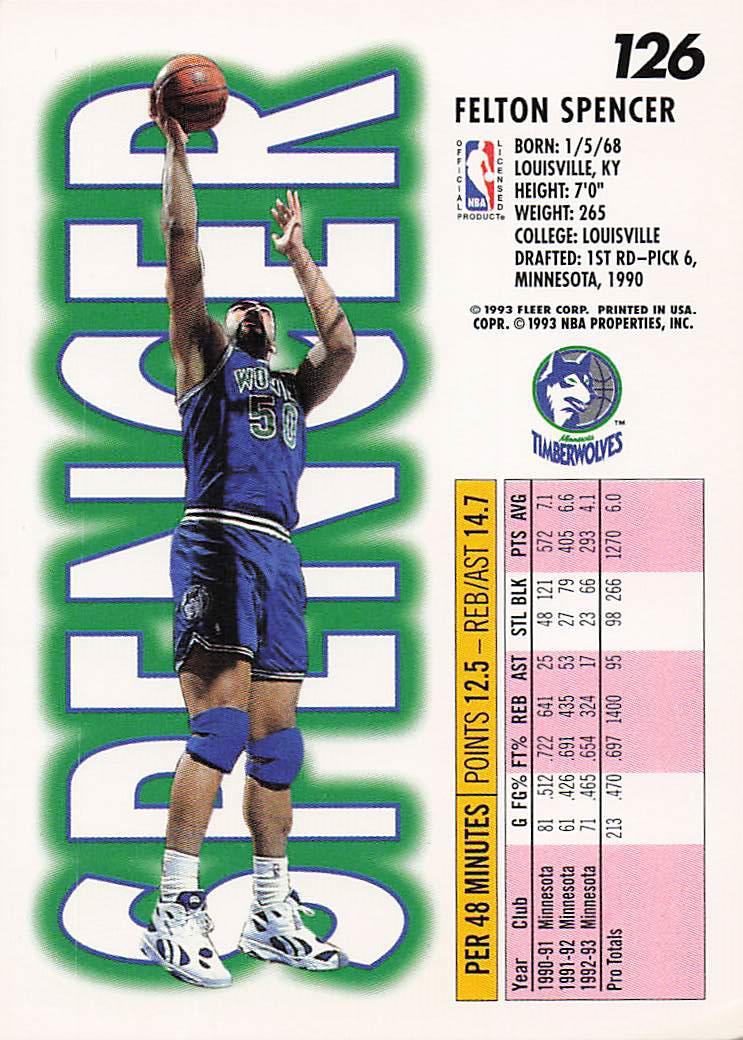 126
FELTON SPENCER
OFFICIAL LICENSED
NBA
PRODUCT®
BORN: 1/5/68
LOUISVILLE, KY
HEIGHT: 7'0"
WEIGHT: 265
COLLEGE: LOUISVILLE
DRAFTED: 1ST RD–PICK 6,
MINNESOTA, 1990
© 1993 FLEER CORP. PRINTED IN USA.
COPR. © 1993 NBA PROPERTIES, INC.
SPENCER
50
Minnesota
TIMBERWOLVES™
PER 48 MINUTES | POINTS 12.5 – REB/AST 14.7
Year Club G FG% FT% REB AST STL BLK PTS AVG
1990-91 Minnesota 81 .512 .722 641 25 48 121 572 7.1
1991-92 Minnesota 61 .426 .691 435 53 27 79 405 6.6
1992-93 Minnesota 71 .465 .654 324 17 23 66 293 4.1
Pro Totals 213 .470 .697 1400 95 98 266 1270 6.0